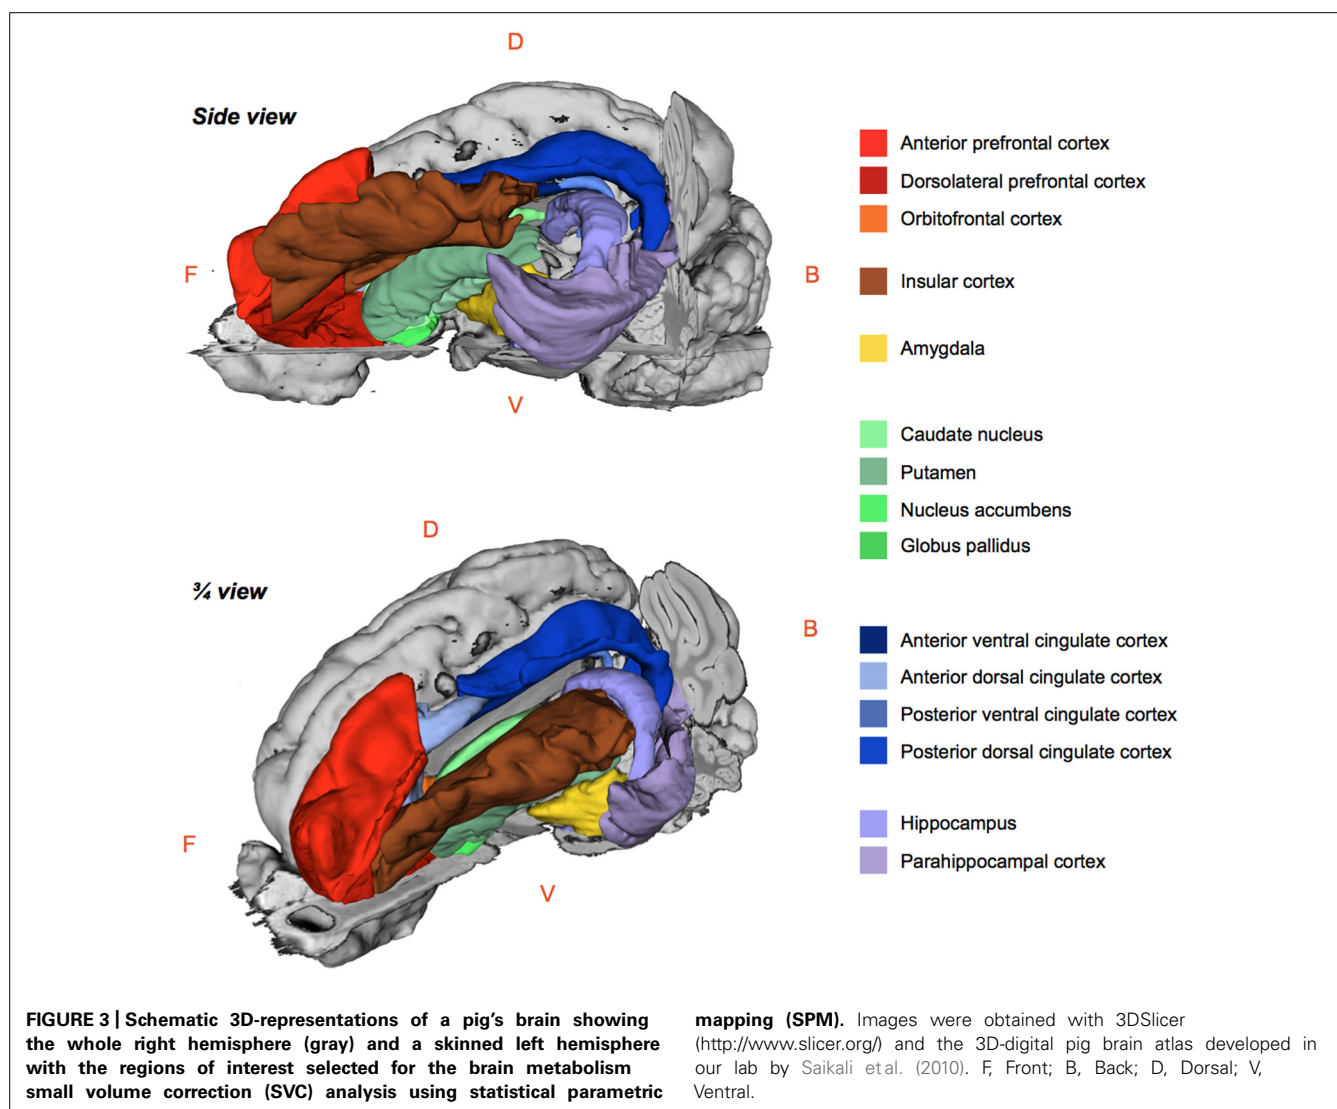 D
Side view
F
B
V
Anterior prefrontal cortex
Dorsolateral prefrontal cortex
Orbitofrontal cortex
Insular cortex
Amygdala
Caudate nucleus
Putamen
Nucleus accumbens
Globus pallidus
Anterior ventral cingulate cortex
Anterior dorsal cingulate cortex
Posterior ventral cingulate cortex
Posterior dorsal cingulate cortex
Hippocampus
Parahippocampal cortex
D
¾ view
B
F
V
FIGURE 3 | Schematic 3D-representations of a pig's brain showing
the whole right hemisphere (gray) and a skinned left hemisphere
with the regions of interest selected for the brain metabolism
small volume correction (SVC) analysis using statistical parametric
mapping (SPM). Images were obtained with 3DSlicer
(http://www.slicer.org/) and the 3D-digital pig brain atlas developed in
our lab by Saikali et al. (2010). F, Front; B, Back; D, Dorsal; V,
Ventral.